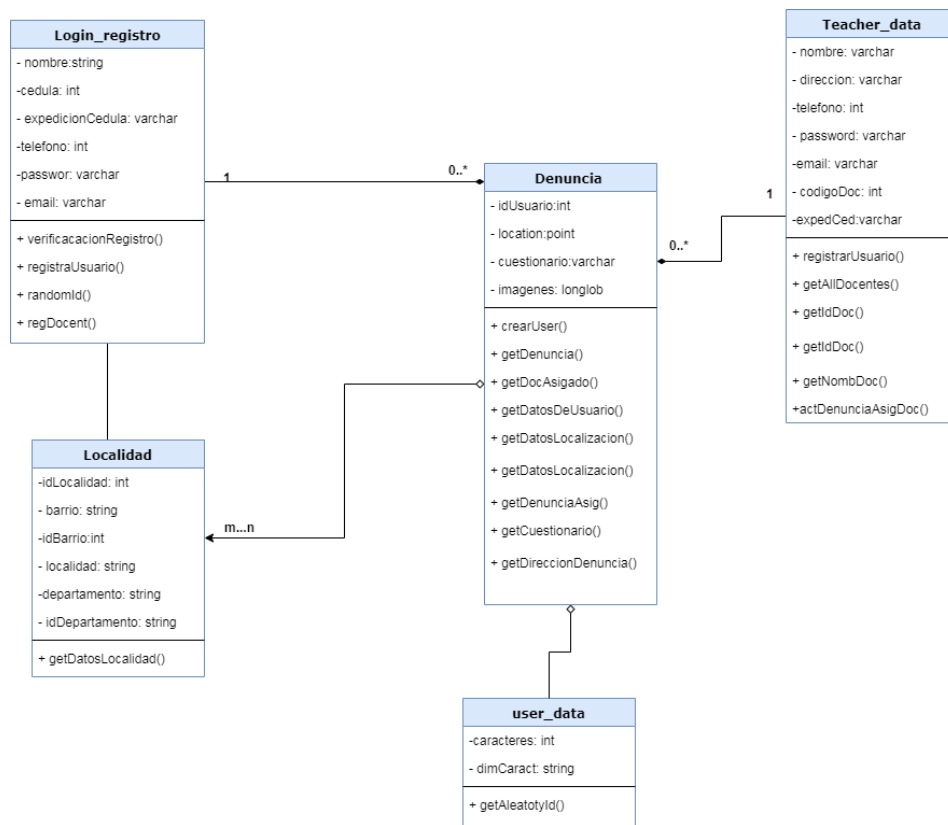 Login_registro
- nombre:string
-cedula: int
- expedicionCedula: varchar
-telefono: int
-passwor: varchar
- email: varchar
+ verificacacionRegistro()
+ registraUsuario()
+ randomId()
+ regDocent()
1
0..*
Denuncia
- idUsuario:int
- location:point
- cuestionario:varchar
- imagenes: longlob
+ crearUser()
+ getDenuncia()
+ getDocAsigado()
+ getDatosDeUsuario()
+ getDatosLocalizacion()
+ getDatosLocalizacion()
+ getDenunciaAsig()
+ getCuestionario()
+ getDireccionDenuncia()
0..*
1
Teacher_data
- nombre: varchar
- direccion: varchar
-telefono: int
- password: varchar
-email: varchar
- codigoDoc: int
-expedCed:varchar
+ registrarUsuario()
+ getAllDocentes()
+ getIdDoc()
+ getIdDoc()
+ getNombDoc()
+actDenunciaAsigDoc()
Localidad
-idLocalidad: int
- barrio: string
-idBarrio:int
- localidad: string
-departamento: string
- idDepartamento: string
+ getDatosLocalidad()
m...n
user_data
-caracteres: int
- dimCaract: string
+ getAleatotyId()